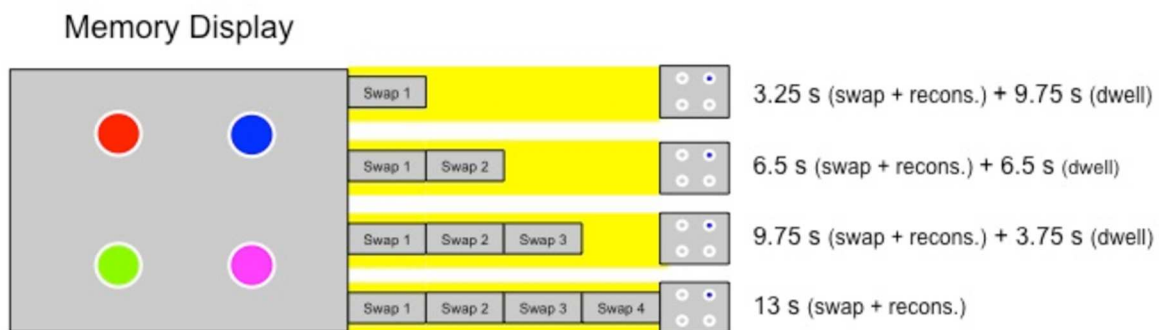 Memory Display
Swap 1
3.25 s (swap + recons.) + 9.75 s (dwell)
Swap 1 Swap 2
6.5 s (swap + recons.) + 6.5 s (dwell)
Swap 1 Swap 2 Swap 3
9.75 s (swap + recons.) + 3.75 s (dwell)
Swap 1 Swap 2 Swap 3 Swap 4
13 s (swap + recons.)